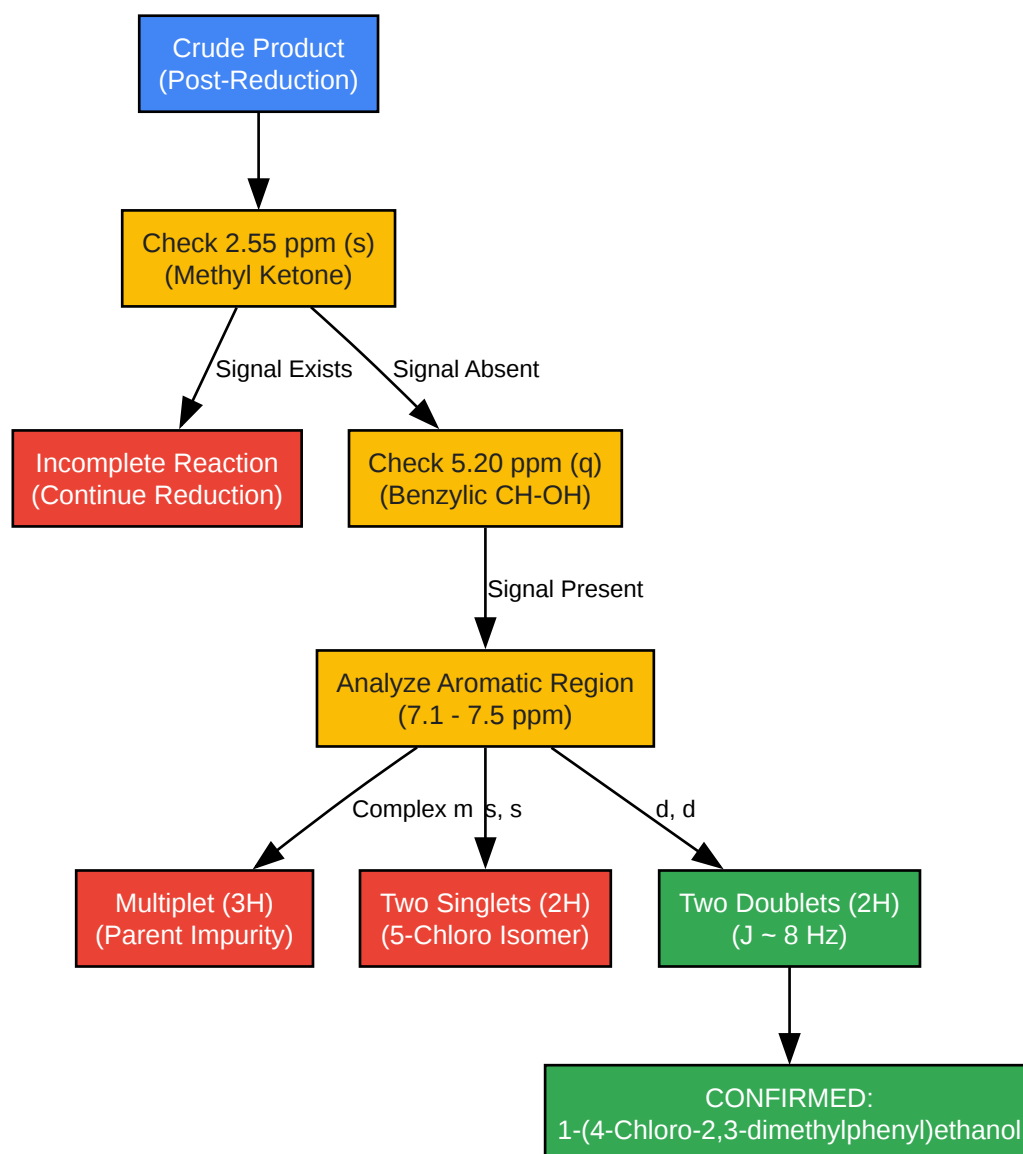 Crude Product
(Post-Reduction)
Check 2.55 ppm (s)
(Methyl Ketone)
Signal Exists
Signal Absent
Incomplete Reaction
(Continue Reduction)
Check 5.20 ppm (q)
(Benzylic CH-OH)
Signal Present
Analyze Aromatic Region
(7.1 - 7.5 ppm)
Complex m
s, s
d, d
Multiplet (3H)
(Parent Impurity)
Two Singlets (2H)
(5-Chloro Isomer)
Two Doublets (2H)
(J ~ 8 Hz)
CONFIRMED:
1-(4-Chloro-2,3-dimethylphenyl)ethanol